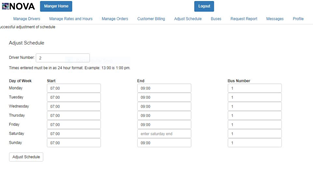 NOVA Manger Home Logout
Manage Drivers Manage Rates and Hours Manage Orders Customer Billing Adjust Schedule Buses Request Report Messages Profile
uccesful adjustment of schedule
Adjust Schedule
Driver Number: 2
Times entered must be in as 24 hour format. Example: 13:00 is 1:00 pm.
Day of Week Start End Bus Number
Monday 07:00 09:00 1
Tuesday 07:00 09:00 1
Wednesday 07:00 09:00 1
Thursday 07:00 09:00 1
Friday 07:00 09:00 1
Saturday 07:00 enter saturday end 1
Sunday 07:00 09:00 1
Adjust Schedule